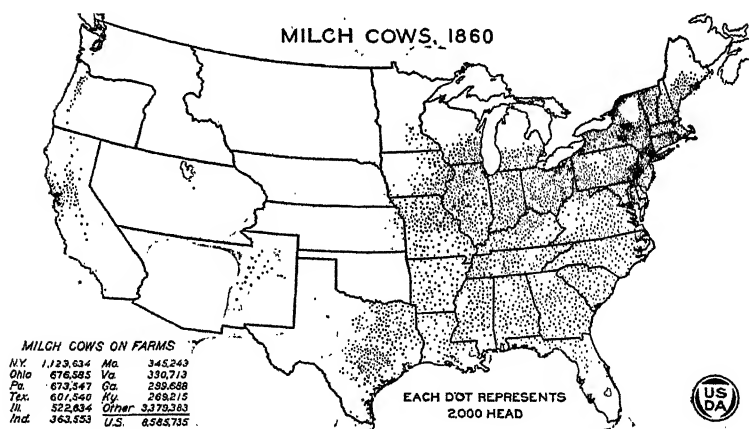 MILCH COWS, 1860
MILCH COWS ON FARMS
N.Y. 1,123,634 Mo. 345,243
Ohio 676,585 Va. 330,713
Pa. 673,547 Ga. 299,688
Tex. 601,540 Ky. 269,215
Ill. 522,634 Other 3,379,383
Ind. 363,553 U.S. 8,585,735
EACH DOT REPRESENTS
2,000 HEAD
US
DA